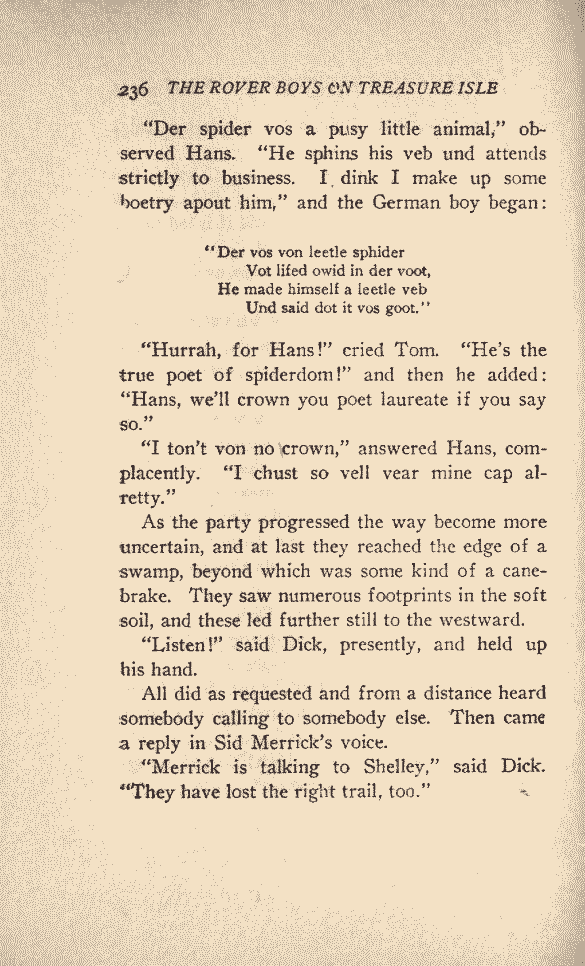 236 THE ROVER BOYS ON TREASURE ISLE
“Der spider vos a pusy little animal,” ob-
served Hans. “He sphins his veb und attends
strictly to business. I dink I make up some
boetry apout him,” and the German boy began:
“Der vos von leetle sphider
Vot lifed owid in der voot,
He made himself a leetle veb
Und said dot it vos goot.”
“Hurrah, for Hans!” cried Tom. “He’s the
true poet of spiderdom!” and then he added:
“Hans, we’ll crown you poet laureate if you say
so.”
“I ton’t von no crown,” answered Hans, com-
placently. “I chust so vell vear mine cap al-
retty.”
As the party progressed the way become more
uncertain, and at last they reached the edge of a
swamp, beyond which was some kind of a cane-
brake. They saw numerous footprints in the soft
soil, and these led further still to the westward.
“Listen!” said Dick, presently, and held up
his hand.
All did as requested and from a distance heard
somebody calling to somebody else. Then came
a reply in Sid Merrick’s voice.
“Merrick is talking to Shelley,” said Dick.
“They have lost the right trail, too.”